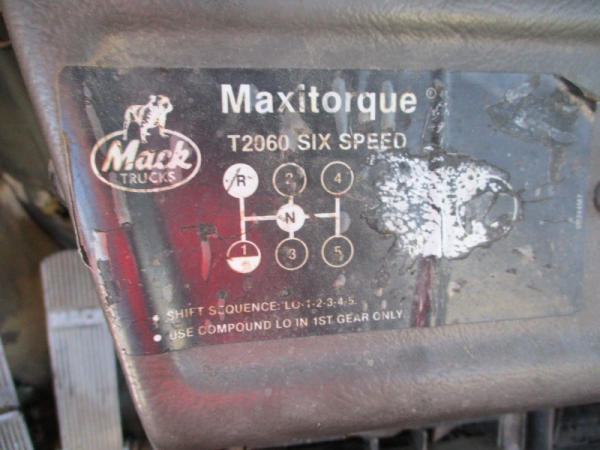 Maxitorque ©
T2060 SIX SPEED
Mack
TRUCKS
R 2 4
N
1 3 5
• SHIFT SEQUENCE: LO-1-2-3-4-5.
• USE COMPOUND LO IN 1ST GEAR ONLY.